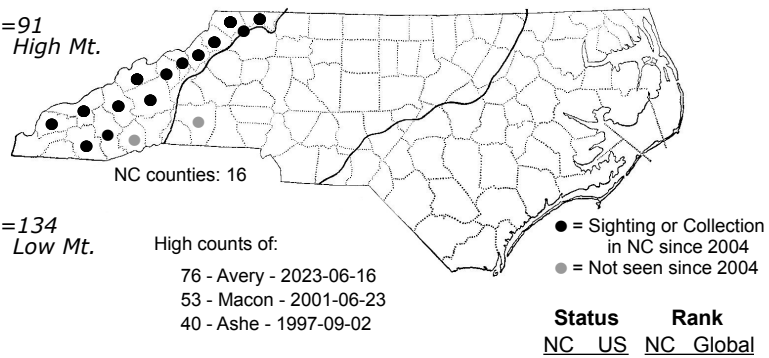 =91
High Mt.
NC counties: 16
=134
Low Mt.
High counts of:
76 - Avery - 2023-06-16
53 - Macon - 2001-06-23
40 - Ashe - 1997-09-02
= Sighting or Collection
in NC since 2004
= Not seen since 2004
Status Rank
NC US NC Global